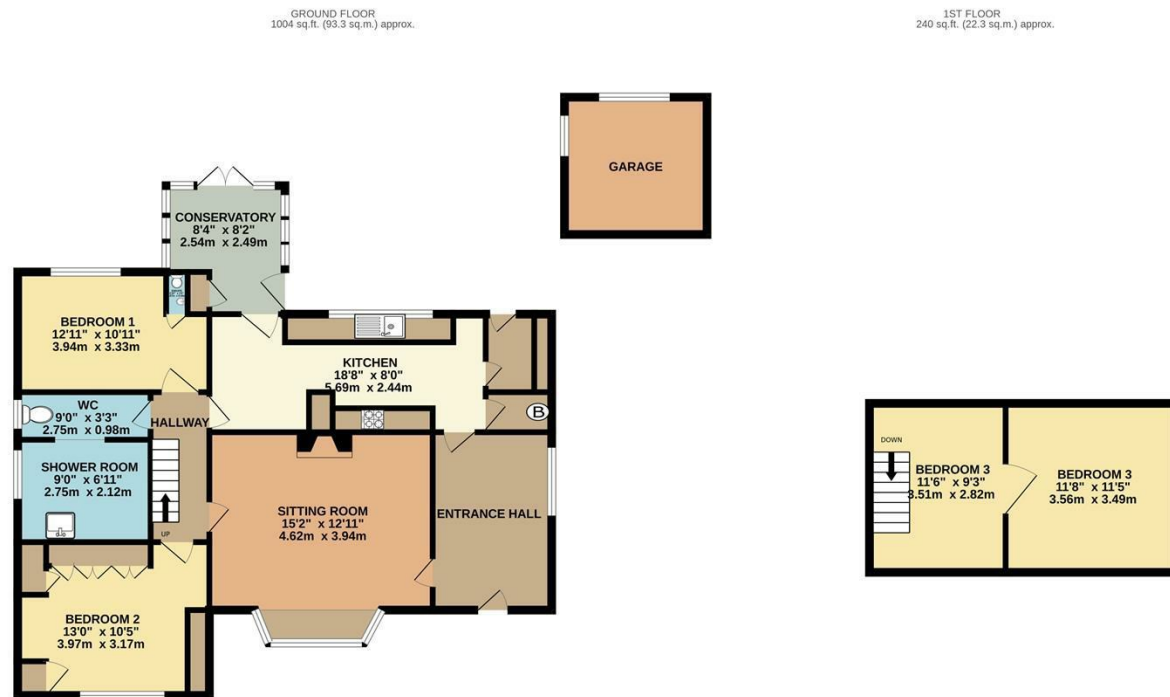 GROUND FLOOR
1004 sq.ft. (93.3 sq.m.) approx.
1ST FLOOR
240 sq.ft. (22.3 sq.m.) approx.
GARAGE
CONSERVATORY
8'4" x 8'2"
2.54m x 2.49m
BEDROOM 1
12'11" x 10'11"
3.94m x 3.33m
KITCHEN
18'8" x 8'0"
5.69m x 2.44m
WC
9'0" x 3'3"
2.75m x 0.98m
HALLWAY
B
SHOWER ROOM
9'0" x 6'11"
2.75m x 2.12m
UP
SITTING ROOM
15'2" x 12'11"
4.62m x 3.94m
ENTRANCE HALL
BEDROOM 2
13'0" x 10'5"
3.97m x 3.17m
DOWN
BEDROOM 3
11'6" x 9'3"
3.51m x 2.82m
BEDROOM 3
11'8" x 11'5"
3.56m x 3.49m